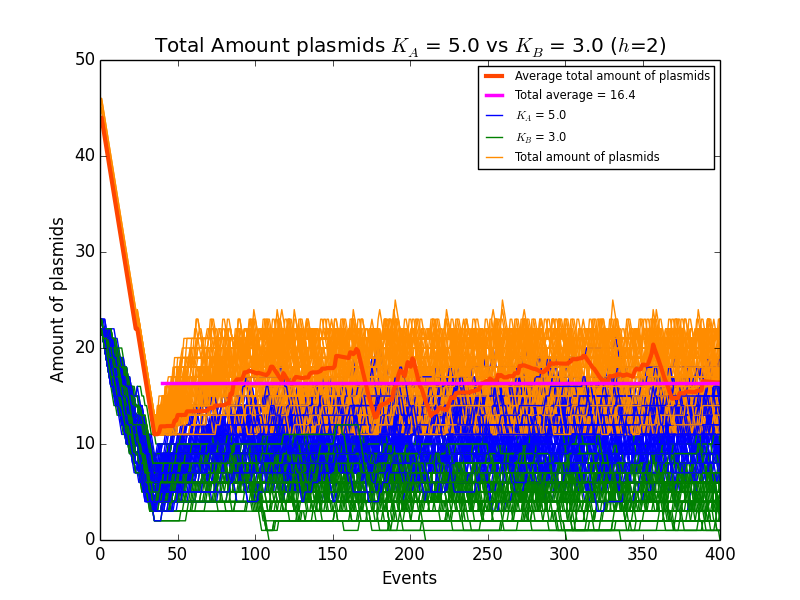 Total Amount plasmids K_A = 5.0 vs K_B = 3.0 (h=2)
50
40
30
20
10
0
Amount of plasmids
Average total amount of plasmids
Total average = 16.4
K_A = 5.0
K_B = 3.0
Total amount of plasmids
0 50 100 150 200 250 300 350 400
Events